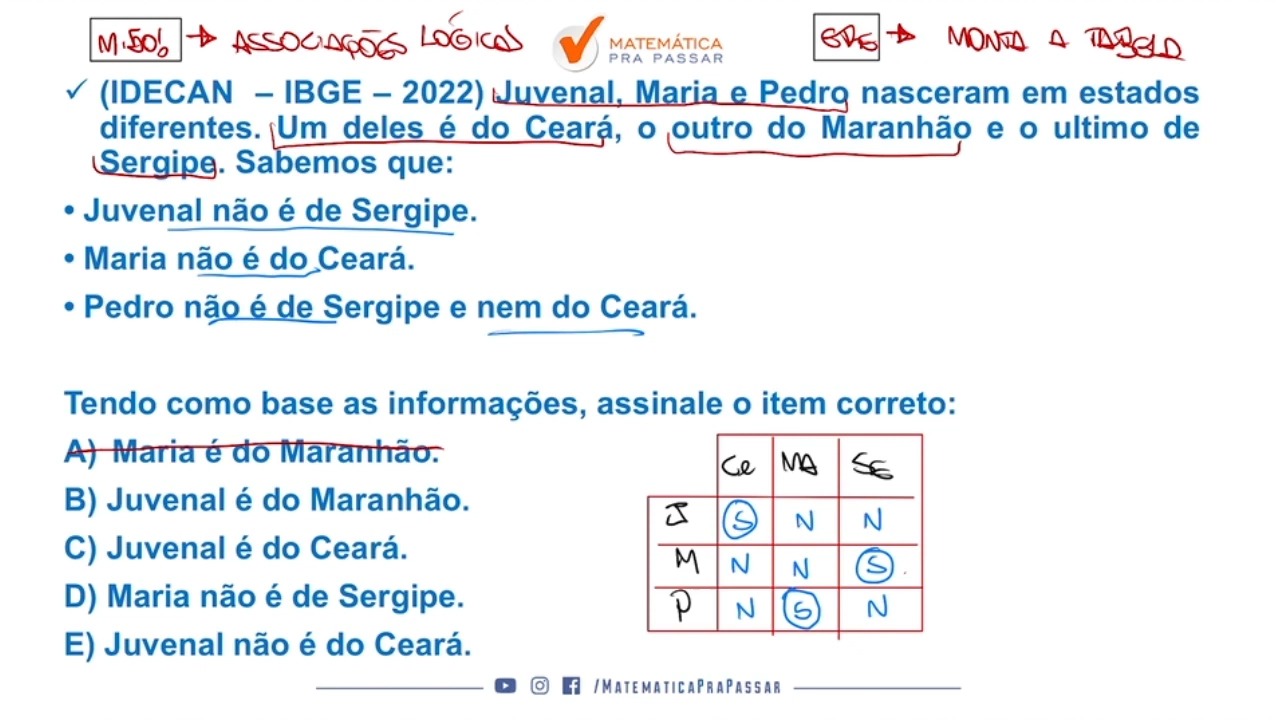 M.50% → ASSOCIAÇÕES LÓGICAS
MATEMÁTICA
PRA PASSAR
→ MONTA A TABELA
✓ (IDECAN – IBGE – 2022) Juvenal, Maria e Pedro nasceram em estados
diferentes. Um deles é do Ceará, o outro do Maranhão e o ultimo de
Sergipe. Sabemos que:
• Juvenal não é de Sergipe.
• Maria não é do Ceará.
• Pedro não é de Sergipe e nem do Ceará.
Tendo como base as informações, assinale o item correto:
A) Maria é do Maranhão.
B) Juvenal é do Maranhão.
C) Juvenal é do Ceará.
D) Maria não é de Sergipe.
E) Juvenal não é do Ceará.
Ce MA SE
J S N N
M N N S
P N S N
/MATEMATICAPRAPASSAR